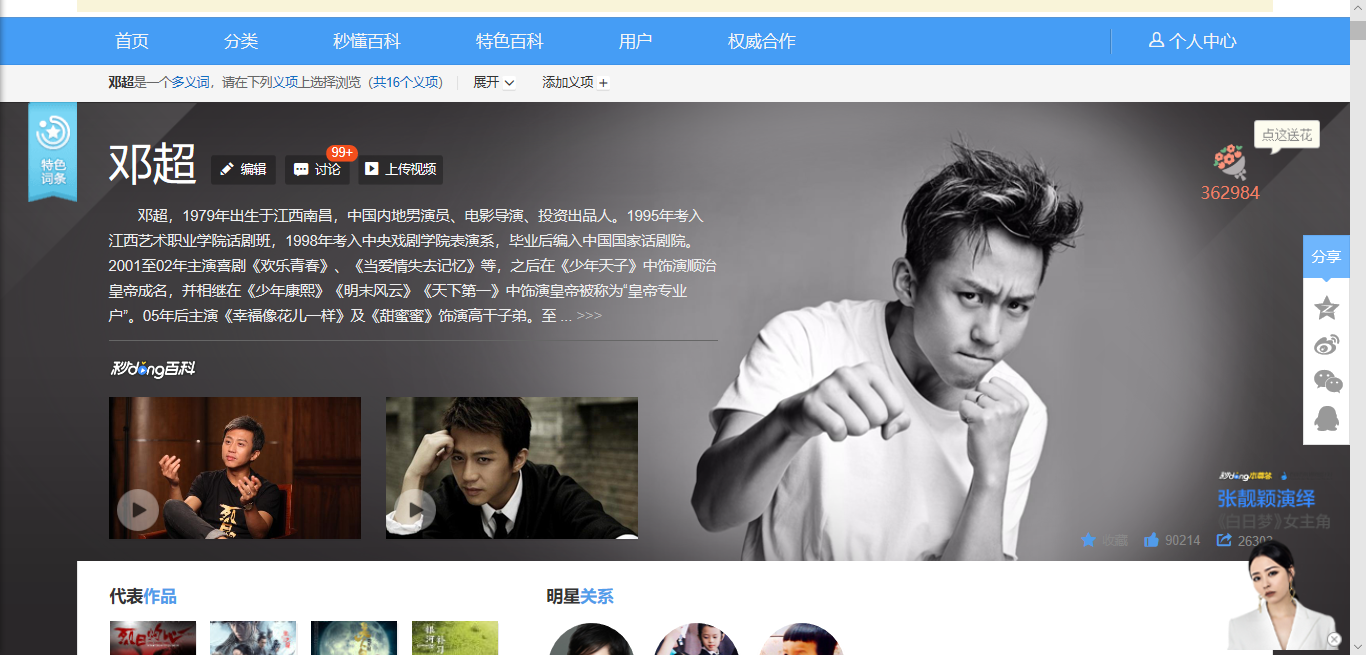 首页 分类 秒懂百科 特色百科 用户 权威合作 个人中心
邓超是一个多义词，请在下列义项上选择浏览（共16个义项） 展开 添加义项 +
特色
词条
点这送花
362984
邓超 编辑 讨论 99+ 上传视频
邓超，1979年出生于江西南昌，中国内地男演员、电影导演、投资出品人。1995年考入
江西艺术职业学院话剧班，1998年考入中央戏剧学院表演系，毕业后编入中国国家话剧院。
2001至02年主演喜剧《欢乐青春》、《当爱情失去记忆》等，之后在《少年天子》中饰演顺治
皇帝成名，并相继在《少年康熙》《明末风云》《天下第一》中饰演皇帝被称为“皇帝专业
户”。05年后主演《幸福像花儿一样》及《甜蜜蜜》饰演高干子弟。至 ... >>>
分享
秒dong百科
张靓颖演绎
《白日梦》女主角
收藏 90214
代表作品
明星关系
烈日灼心
银河补习